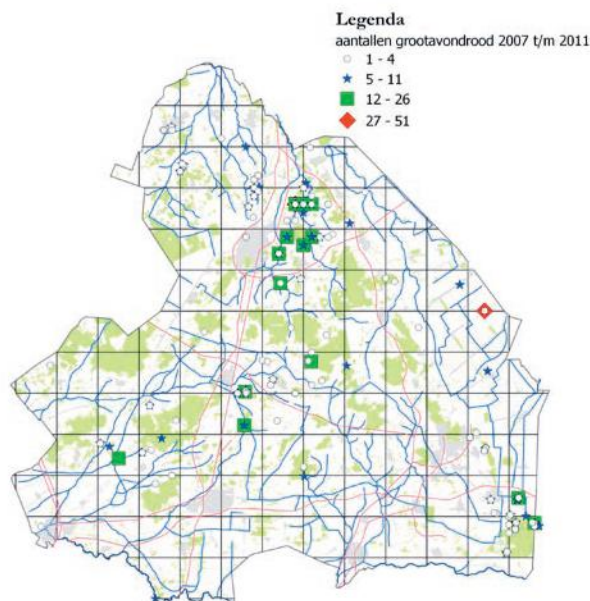 Legenda
aantallen grootavondrood 2007 t/m 2011
1 - 4
5 - 11
12 - 26
27 - 51